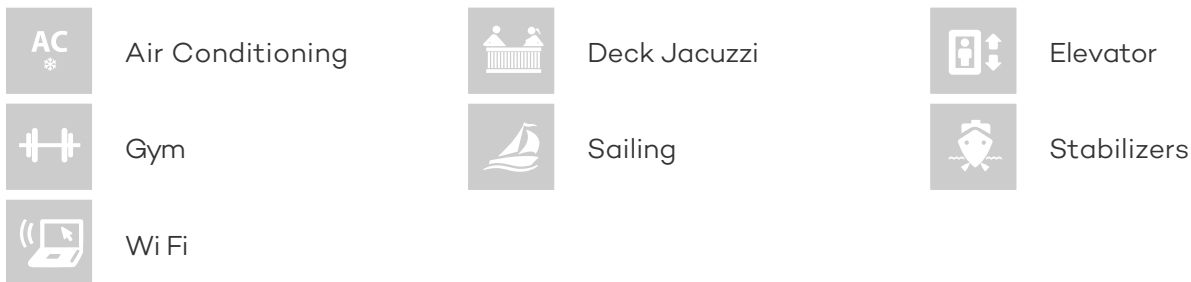 AC
Air Conditioning
Deck Jacuzzi
Elevator
Gym
Sailing
Stabilizers
Wi Fi